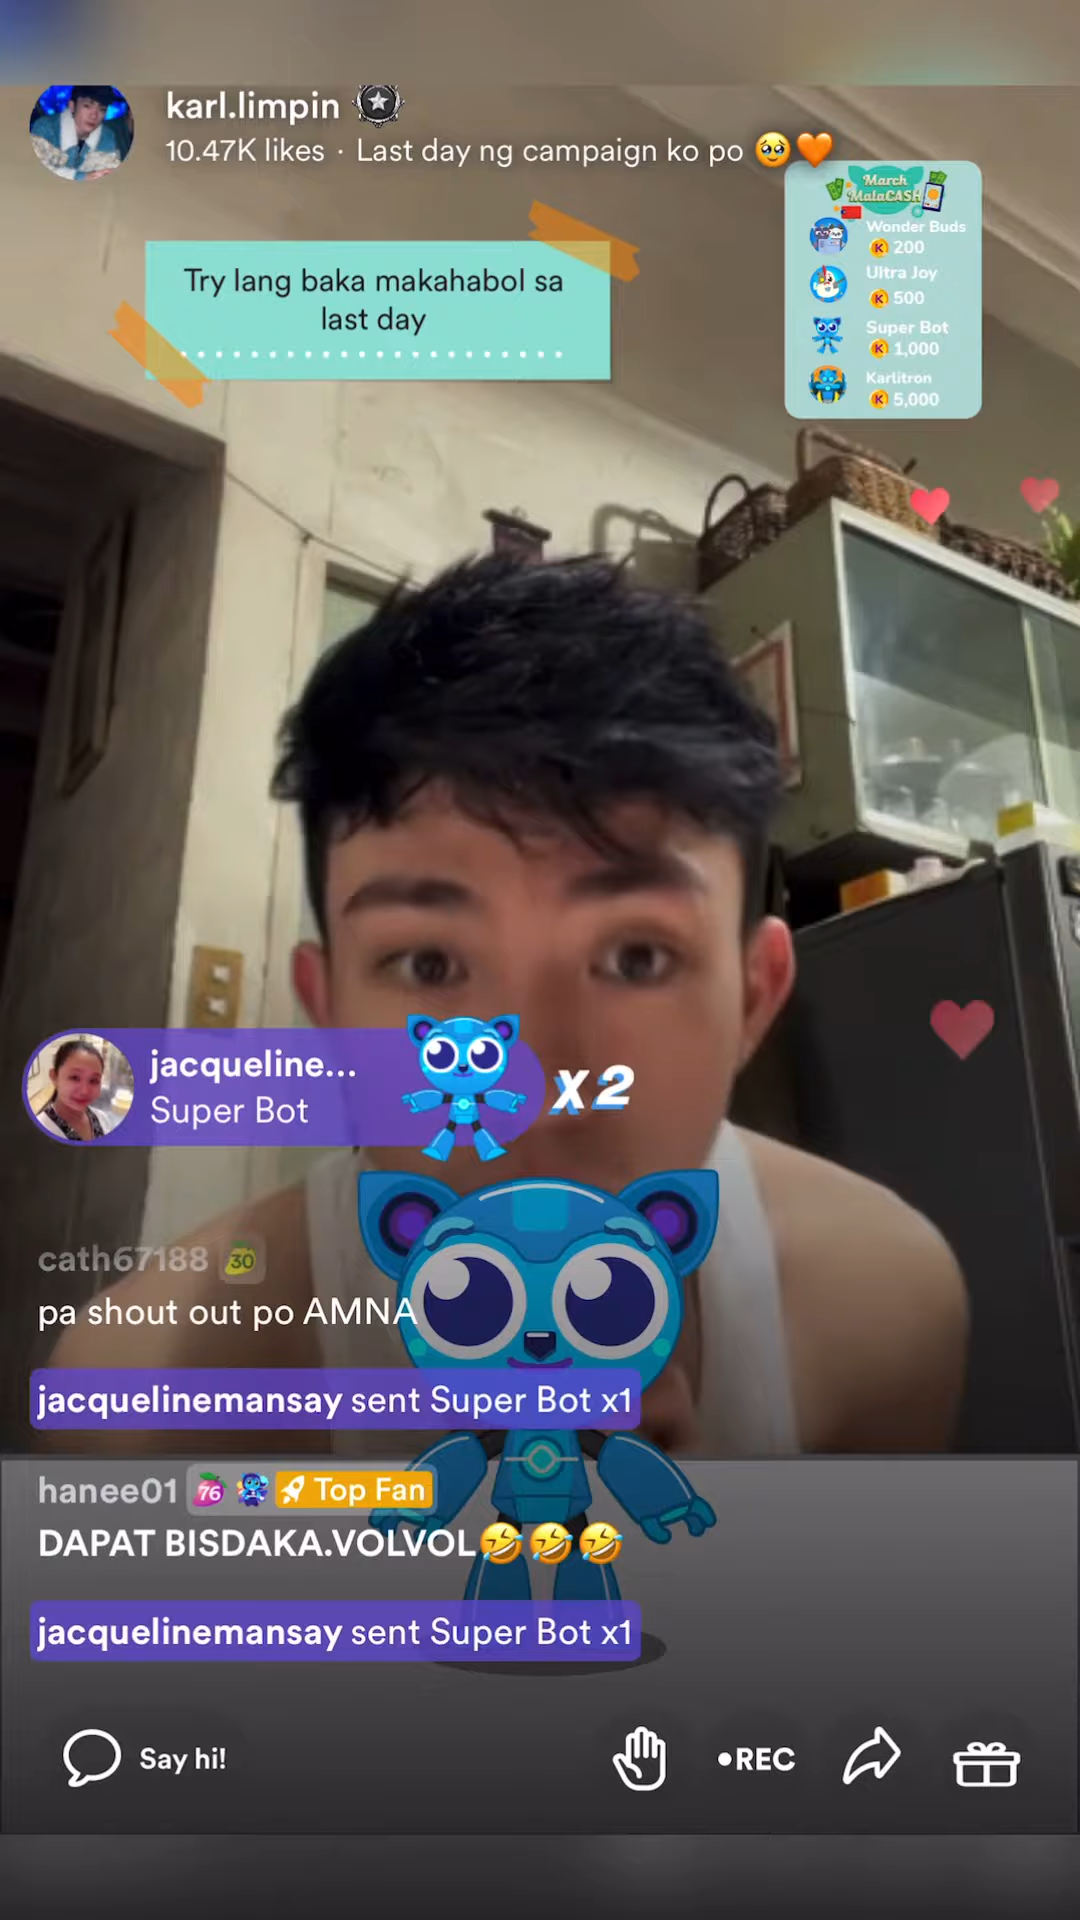 karl.limpin
10.47K likes · Last day ng campaign ko po 🥹🧡
March
MalaCASH
Wonder Buds
K 200
Ultra Joy
K 500
Super Bot
K 1,000
Karlitron
K 5,000
Try lang baka makahabol sa
last day
jacqueline...
Super Bot
x2
cath67188 30
pa shout out po AMNA
jacquelinemansay sent Super Bot x1
hanee01 76 Top Fan
DAPAT BISDAKA.VOLVOL🤣🤣🤣
jacquelinemansay sent Super Bot x1
Say hi!
•REC